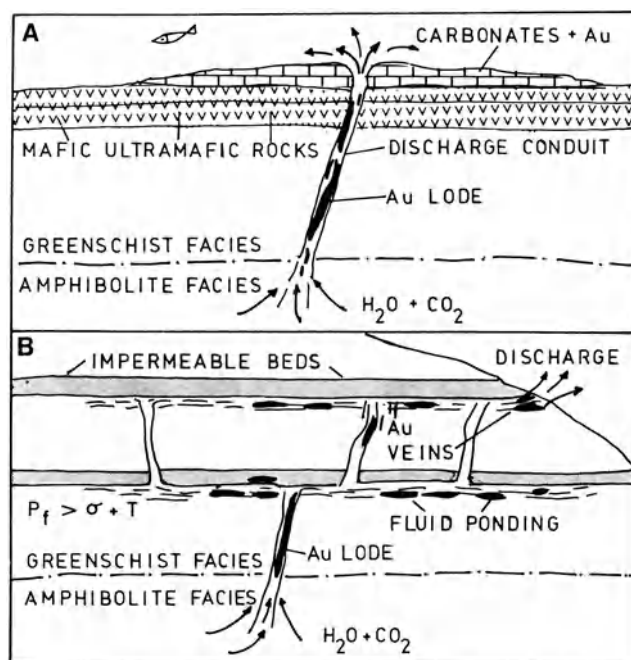 A
CARBONATES + Au
MAFIC ULTRAMAFIC ROCKS
DISCHARGE CONDUIT
Au LODE
GREENSCHIST FACIES
AMPHIBOLITE FACIES
H₂O + CO₂
B
IMPERMEABLE BEDS
DISCHARGE
Au
VEINS
Pf > σ + T
FLUID PONDING
Au LODE
GREENSCHIST FACIES
AMPHIBOLITE FACIES
H₂O + CO₂